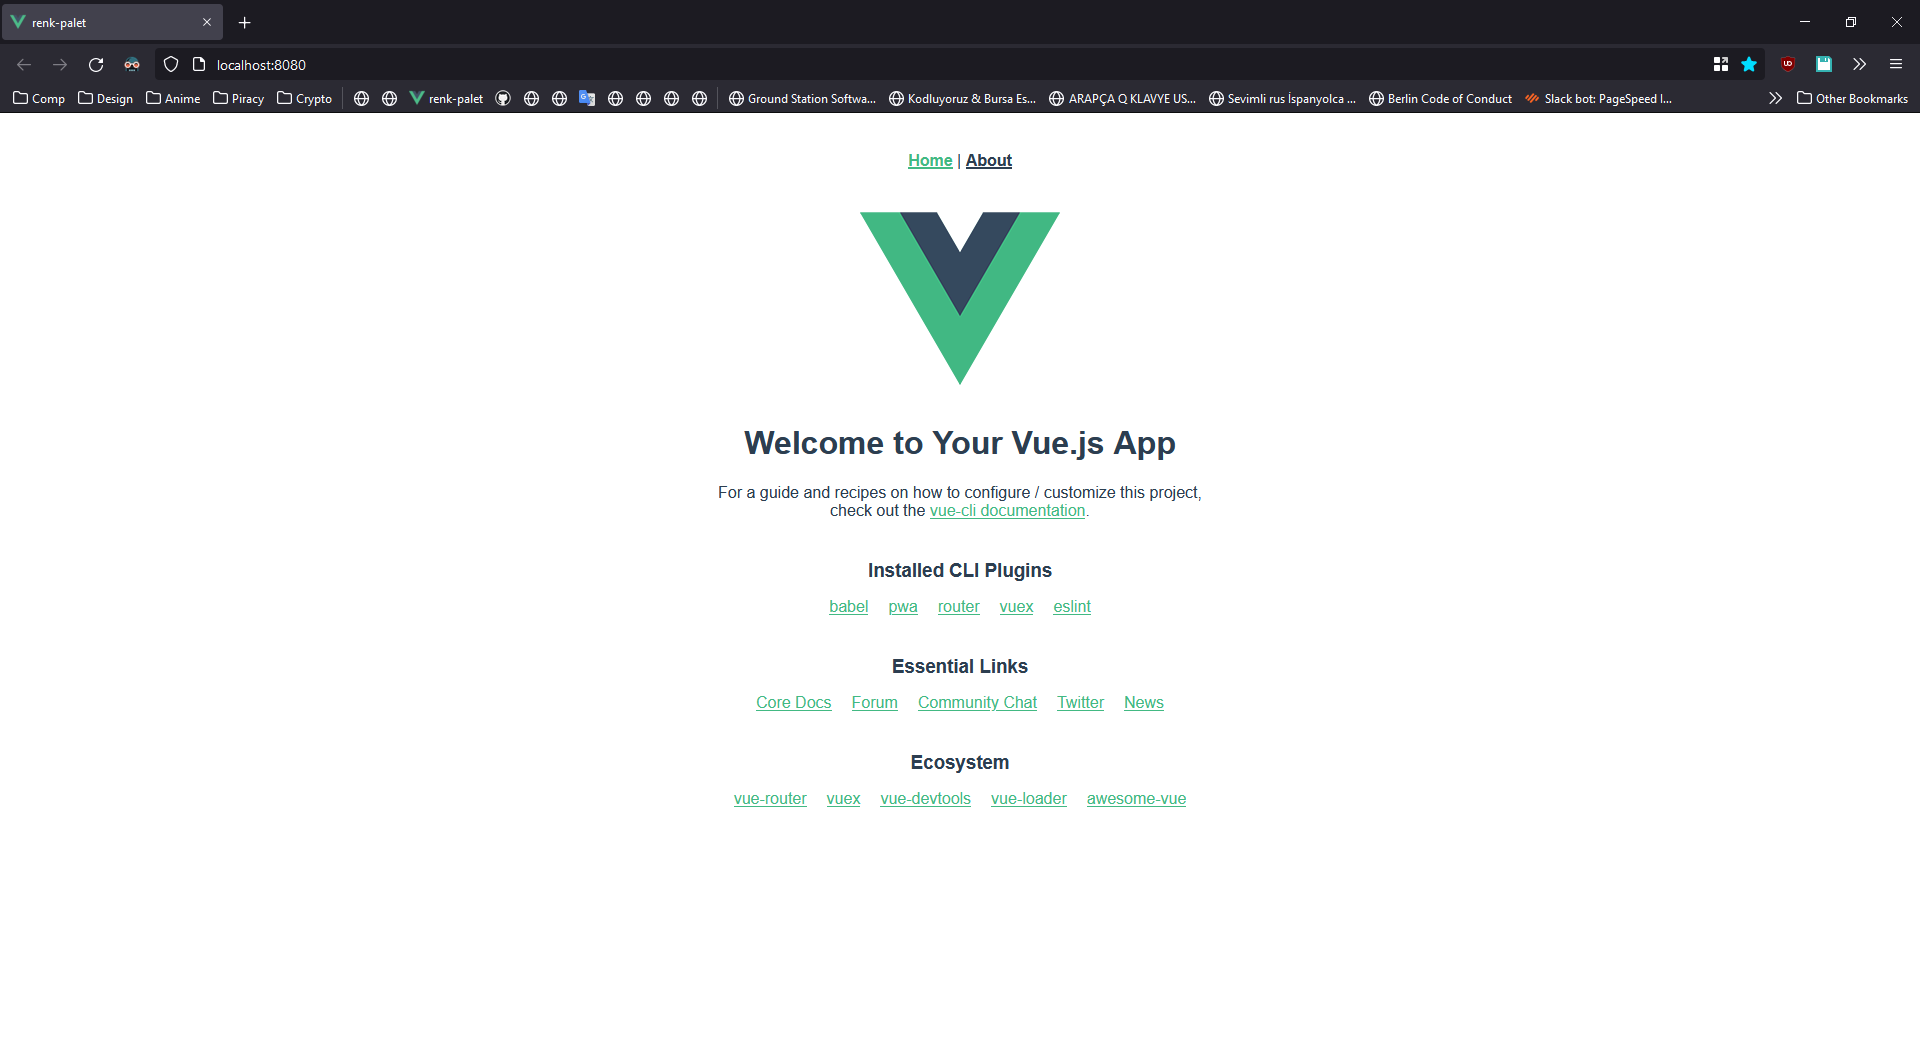 renk-palet
localhost:8080
Comp Design Anime Piracy Crypto renk-palet Ground Station Softwa... Kodluyoruz & Bursa Es... ARAPÇA Q KLAVYE US... Sevimli rus İspanyolca ... Berlin Code of Conduct Slack bot: PageSpeed I... Other Bookmarks
Home | About
Welcome to Your Vue.js App
For a guide and recipes on how to configure / customize this project,
check out the vue-cli documentation.
Installed CLI Plugins
babel pwa router vuex eslint
Essential Links
Core Docs Forum Community Chat Twitter News
Ecosystem
vue-router vuex vue-devtools vue-loader awesome-vue